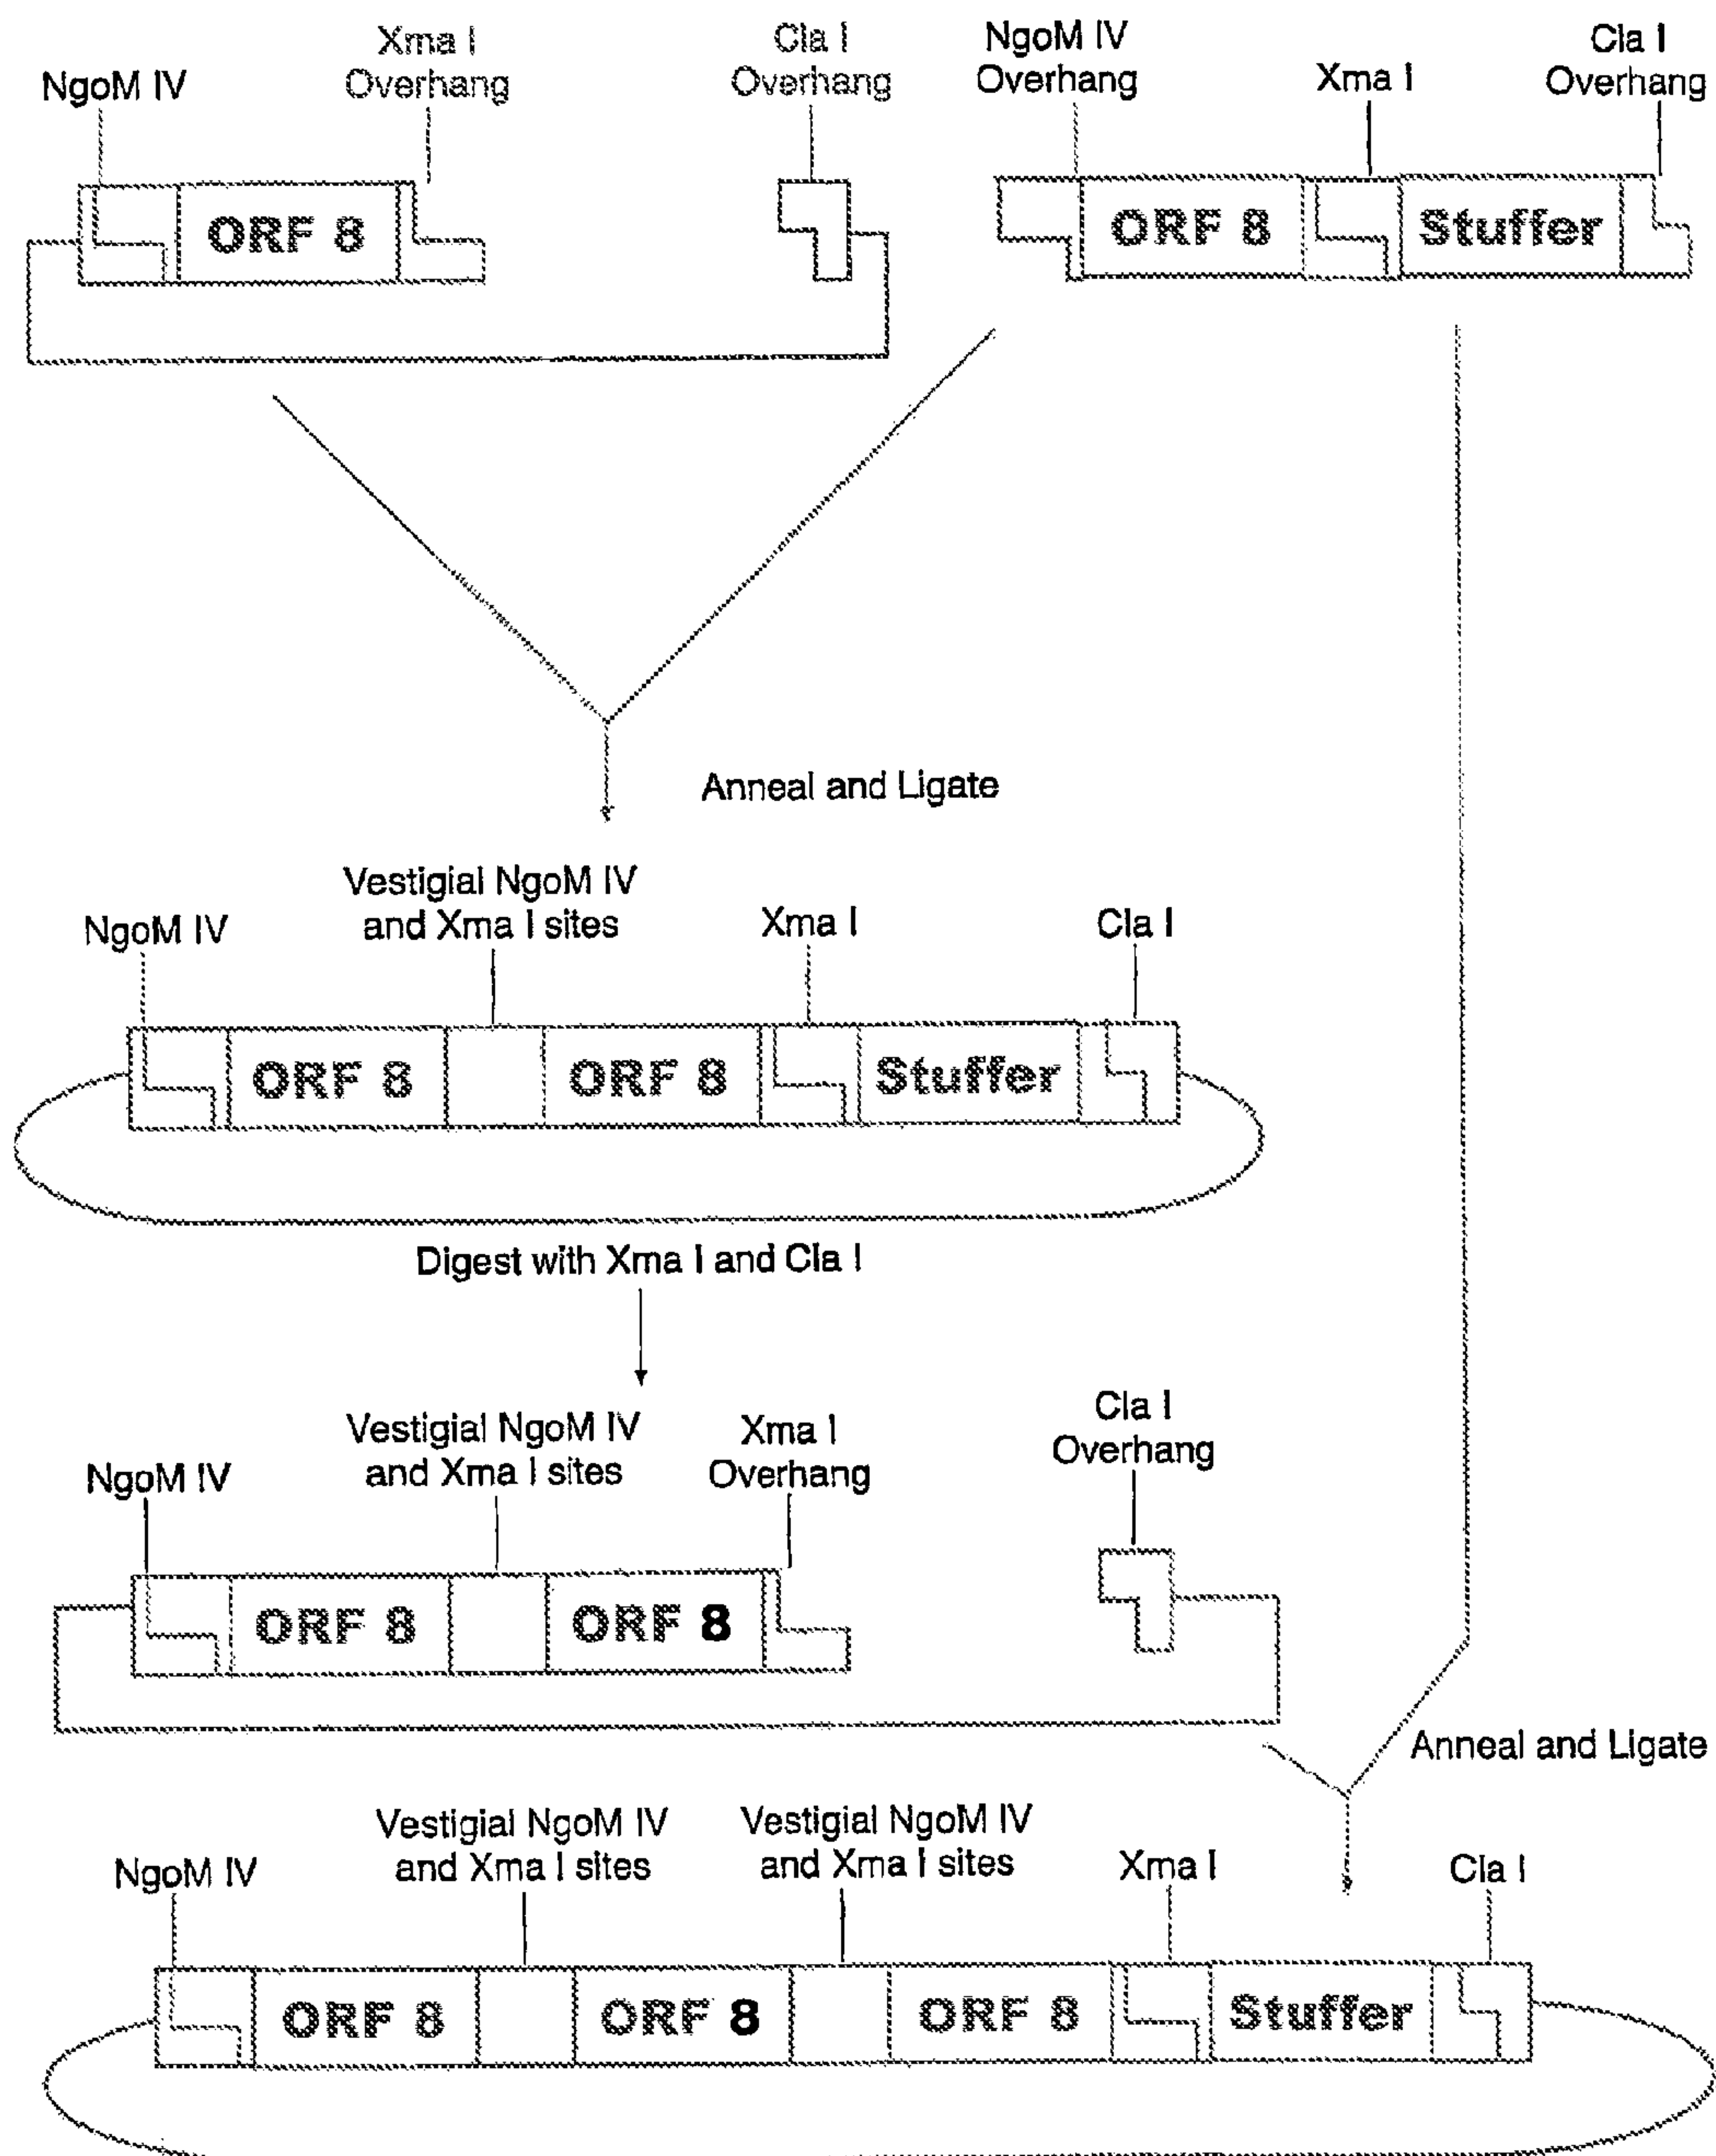 Xma I
Overhang
Cla I
Overhang
NgoM IV
Overhang
Cla I
Overhang
NgoM IV
Xma I
ORF 8
ORF 8
Stuffer
Anneal and Ligate
Vestigial NgoM IV
and Xma I sites
NgoM IV
Xma I
Cla I
ORF 8
ORF 8
Stuffer
Digest with Xma I and Cla I
Vestigial NgoM IV
and Xma I sites
Xma I
Overhang
Cla I
Overhang
NgoM IV
ORF 8
ORF 8
Anneal and Ligate
Vestigial NgoM IV
and Xma I sites
Vestigial NgoM IV
and Xma I sites
NgoM IV
Xma I
Cla I
ORF 8
ORF 8
ORF 8
Stuffer